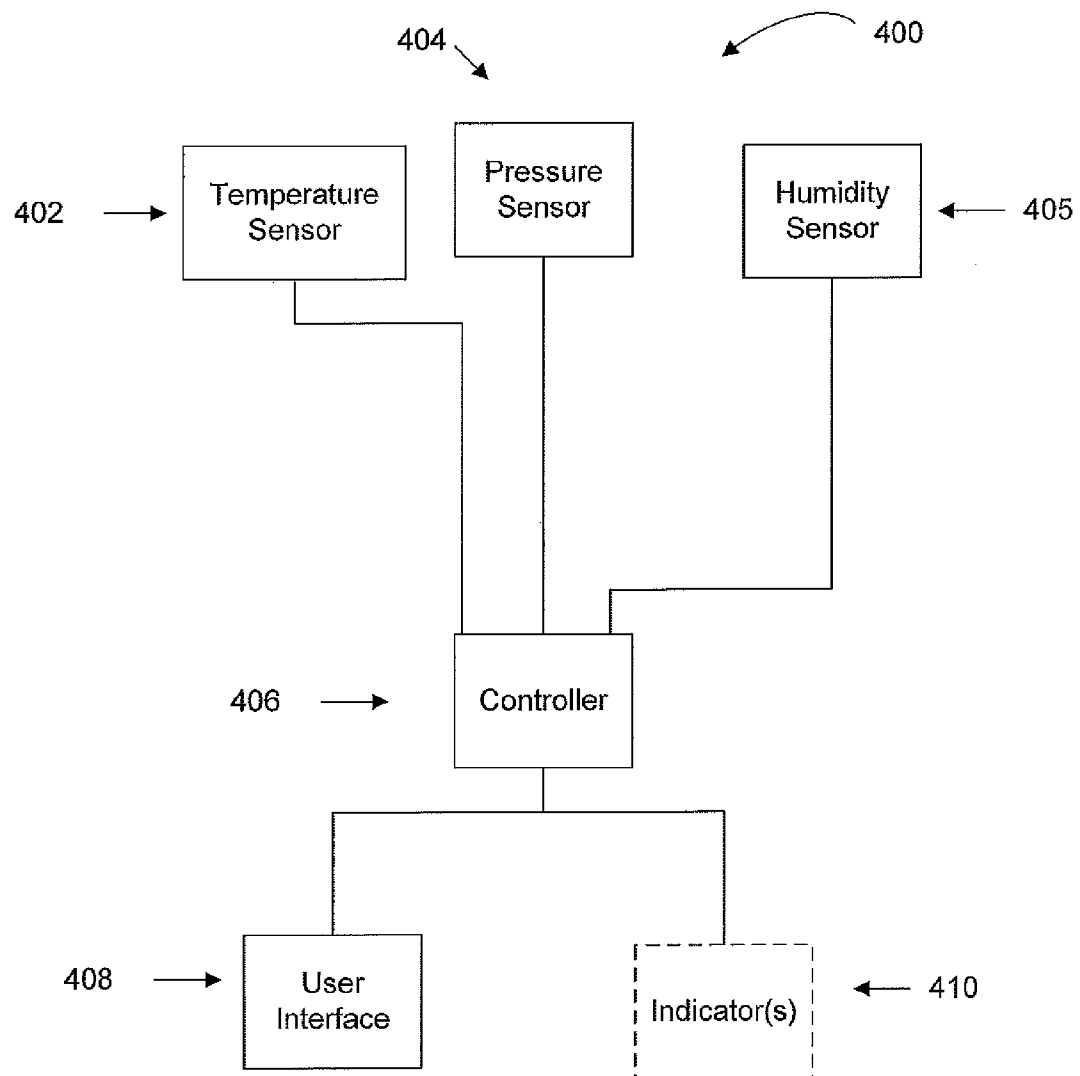 404
400
Temperature
Sensor
Pressure
Sensor
Humidity
Sensor
402
405
406
Controller
408
User
Interface
Indicator(s)
410